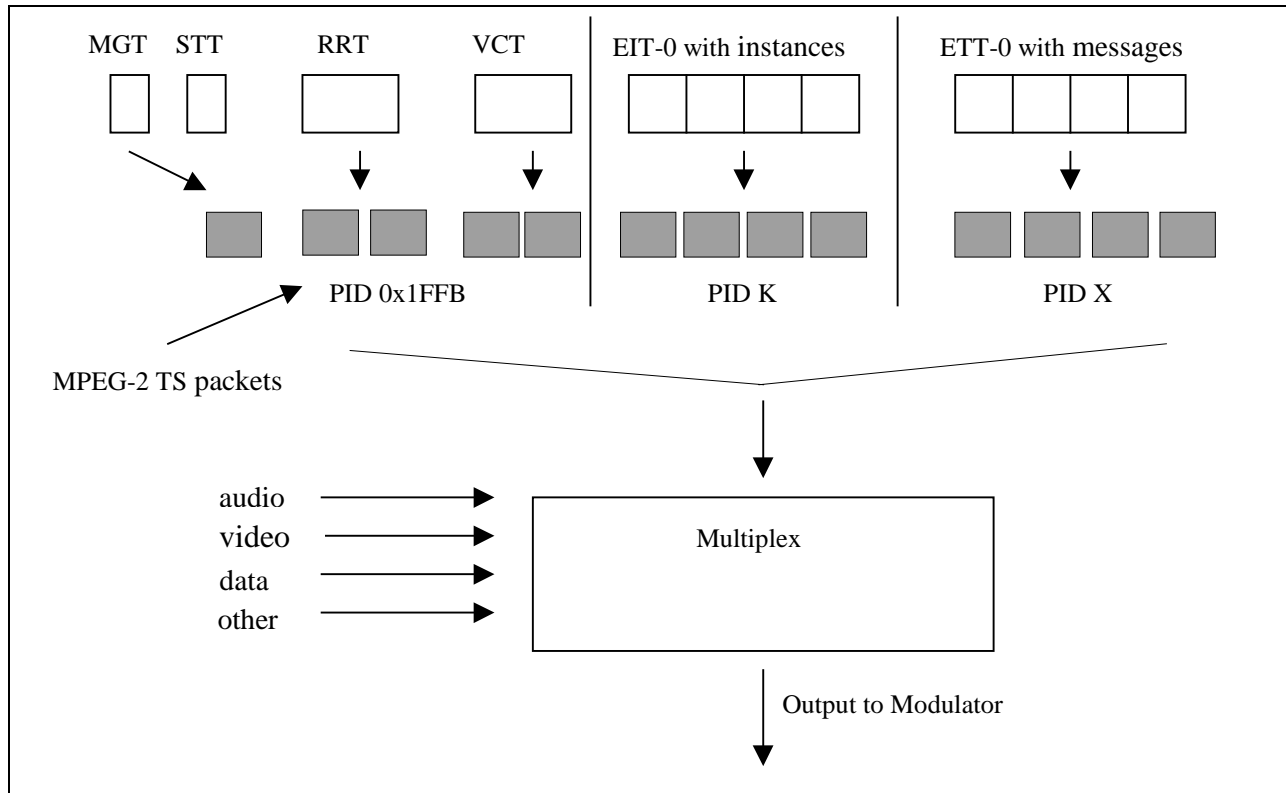 MGT STT RRT VCT EIT-0 with instances ETT-0 with messages
PID 0x1FFB PID K PID X
MPEG-2 TS packets
audio
video
data
other
Multiplex
Output to Modulator